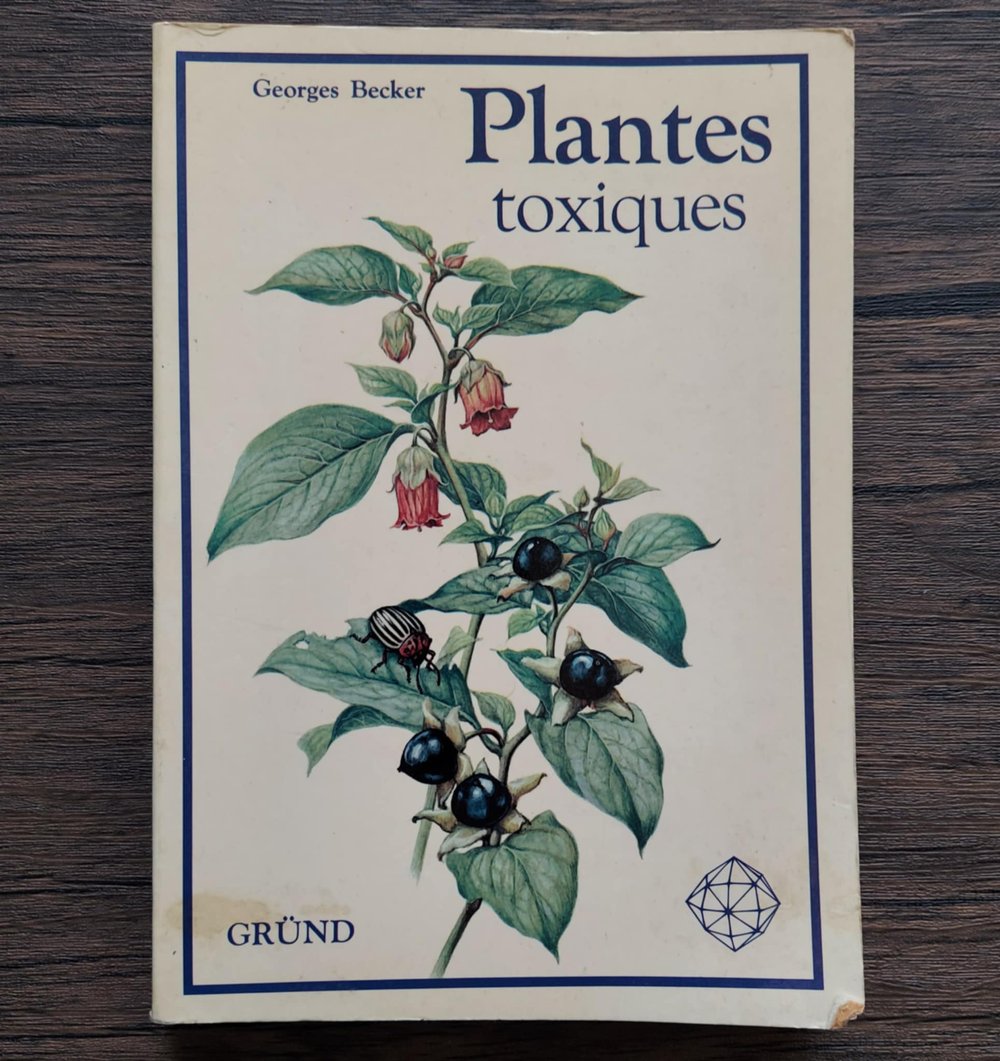 Georges Becker
Plantes
toxiques
GRÜND